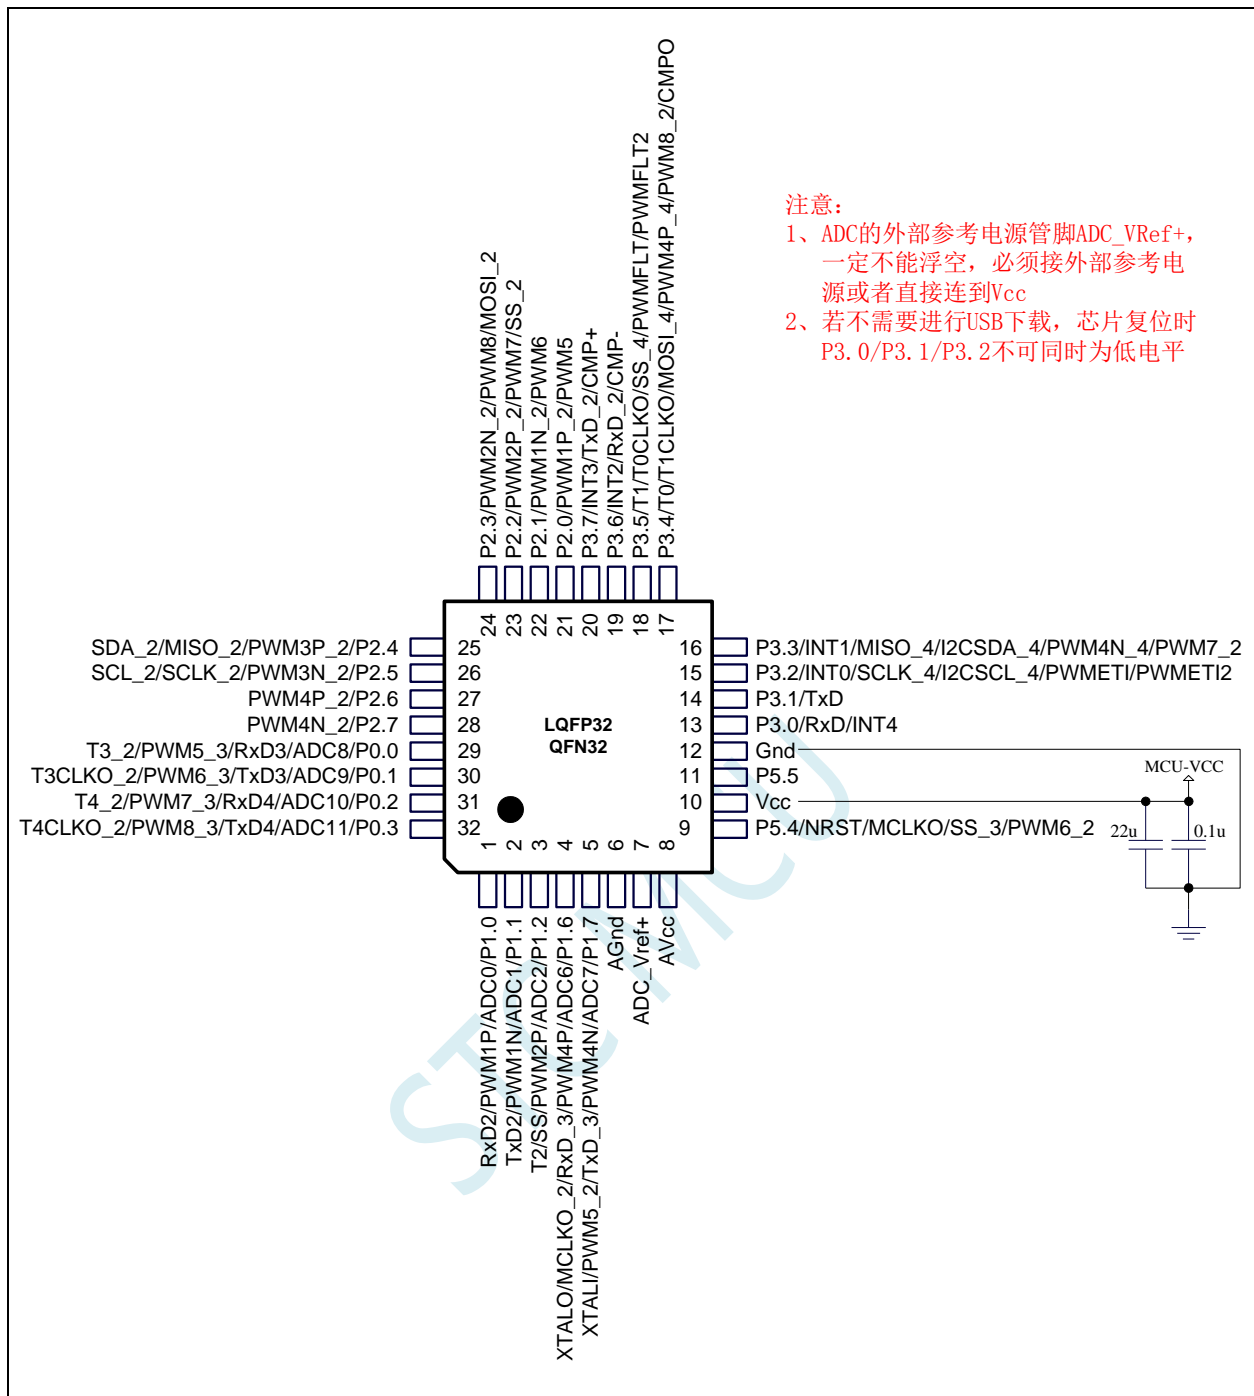 注意：
1、ADC的外部参考电源管脚ADC_VRef+，
一定不能浮空，必须接外部参考电
源或者直接连到Vcc
2、若不需要进行USB下载，芯片复位时
P3.0/P3.1/P3.2不可同时为低电平
P2.3/PWM2N_2/PWM8/MOSI_2
P2.2/PWM2P_2/PWM7/SS_2
P2.1/PWM1N_2/PWM6
P2.0/PWM1P_2/PWM5
P3.7/INT3/TxD_2/CMP+
P3.6/INT2/RxD_2/CMP-
P3.5/T1/T0CLKO/SS_4/PWMFLT/PWMFLT2
P3.4/T0/T1CLKO/MOSI_4/PWM4P_4/PWM8_2/CMPO
24
23
22
21
20
19
18
17
SDA_2/MISO_2/PWM3P_2/P2.4 25
SCL_2/SCLK_2/PWM3N_2/P2.5 26
PWM4P_2/P2.6 27
PWM4N_2/P2.7 28
T3_2/PWM5_3/RxD3/ADC8/P0.0 29
T3CLKO_2/PWM6_3/TxD3/ADC9/P0.1 30
T4_2/PWM7_3/RxD4/ADC10/P0.2 31
T4CLKO_2/PWM8_3/TxD4/ADC11/P0.3 32
LQFP32
QFN32
16 P3.3/INT1/MISO_4/I2CSDA_4/PWM4N_4/PWM7_2
15 P3.2/INT0/SCLK_4/I2CSCL_4/PWMETI/PWMETI2
14 P3.1/TxD
13 P3.0/RxD/INT4
12 Gnd
11 P5.5
10 Vcc
9 P5.4/NRST/MCLKO/SS_3/PWM6_2
MCU-VCC
22u
0.1u
1
2
3
4
5
6
7
8
RxD2/PWM1P/ADC0/P1.0
TxD2/PWM1N/ADC1/P1.1
T2/SS/PWM2P/ADC2/P1.2
XTALO/MCLKO_2/RxD_3/PWM4P/ADC6/P1.6
XTALI/PWM5_2/TxD_3/PWM4N/ADC7/P1.7
AGnd
ADC_Vref+
AVcc
STC MCU